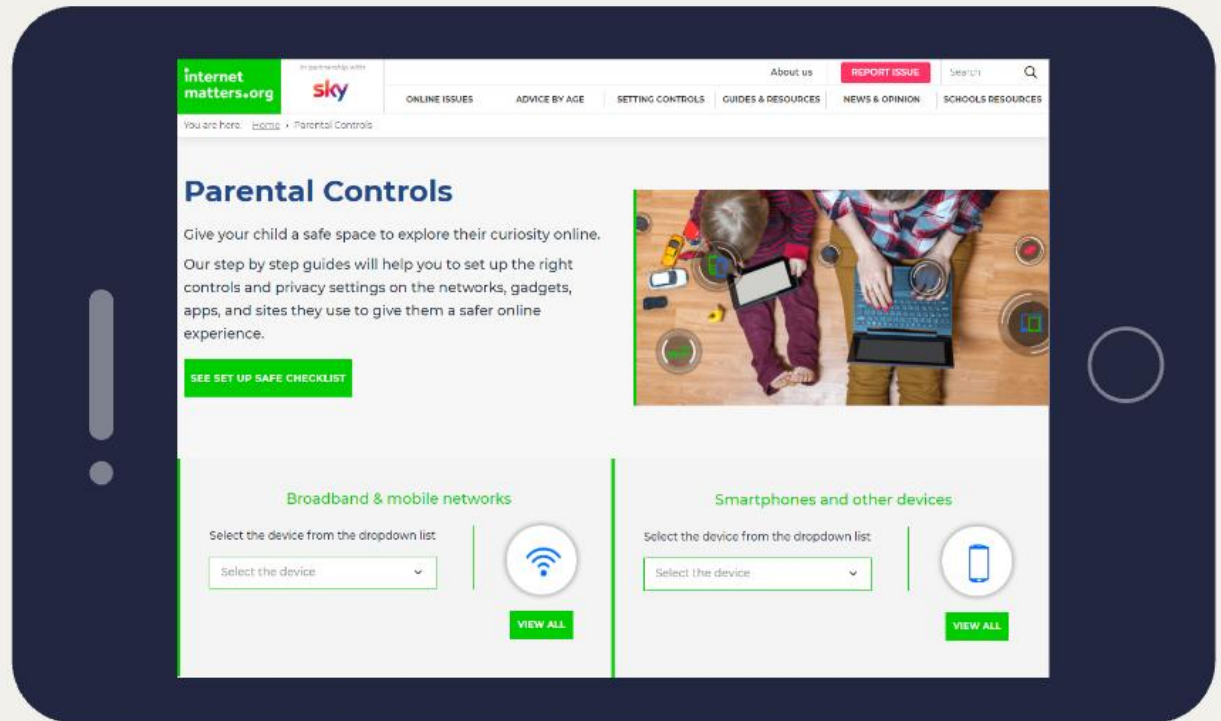 internet
matters.org
in partnership with
sky
About us
REPORT ISSUE
Search
ONLINE ISSUES
ADVICE BY AGE
SETTING CONTROLS
GUIDES & RESOURCES
NEWS & OPINION
SCHOOLS RESOURCES
You are here: Home • Parental Controls
Parental Controls
Give your child a safe space to explore their curiosity online.
Our step by step guides will help you to set up the right
controls and privacy settings on the networks, gadgets,
apps, and sites they use to give them a safer online
experience.
SEE SET UP SAFE CHECKLIST
Broadband & mobile networks
Select the device from the dropdown list
Select the device
VIEW ALL
Smartphones and other devices
Select the device from the dropdown list
Select the device
VIEW ALL